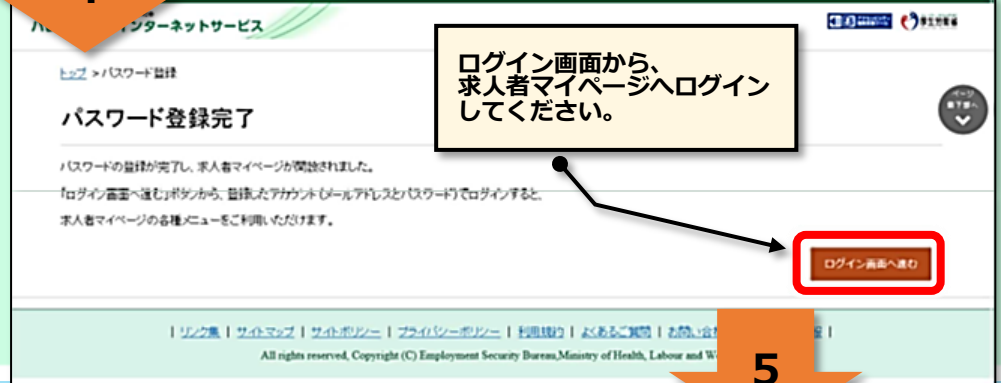 ンターネットサービス
厚生労働省
トップ >パスワード登録
ログイン画面から、
求人者マイページへログイン
してください。
パスワード登録完了
パスワードの登録が完了し、求人者マイページが開設されました。
「ログイン画面へ進む」ボタンから、登録したアカウント(メールアドレスとパスワード)でログインすると、
求人者マイページの各種メニューをご利用いただけます。
ログイン画面へ進む
| リンク集 | サイトマップ | サイトポリシー | プライバシーポリシー | 利用規約 | よくあるご質問 | お問い合
All rights reserved, Copyright (C) Employment Security Bureau,Ministry of Health, Labour and W
5